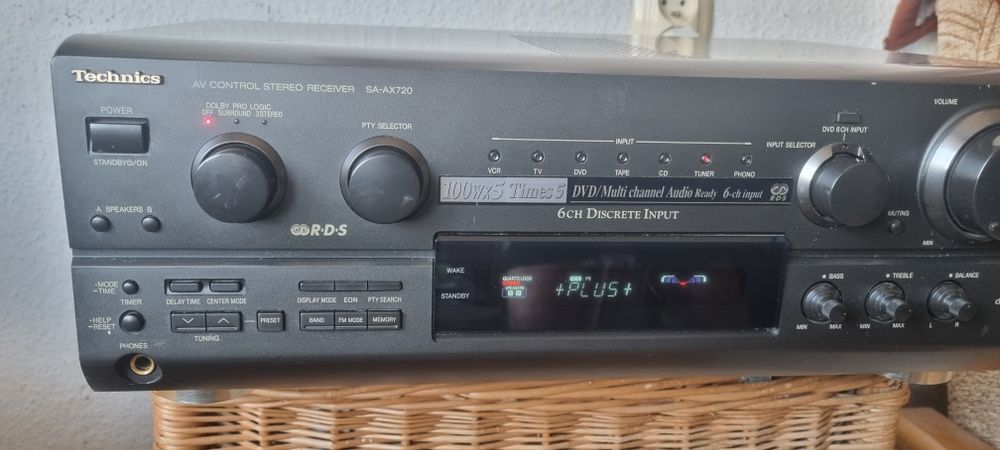 Technics
AV CONTROL STEREO RECEIVER SA-AX720
POWER
STANDBY⏻/ON
A SPEAKERS B
DOLBY PRO LOGIC
OFF SURROUND 3STEREO
PTY SELECTOR
R·D·S
INPUT
VCR TV DVD TAPE CD TUNER PHONO
100W×5 Times 5 DVD/Multi channel Audio Ready 6-ch input
RDS
6CH DISCRETE INPUT
DVD 6CH INPUT
INPUT SELECTOR
VOLUME
MUTING
MIN
-MODE
-TIME
TIMER
-HELP
-RESET
PHONES
DELAY TIME CENTER MODE
TUNING
PRESET
DISPLAY MODE EON PTY SEARCH
BAND FM MODE MEMORY
WAKE
STANDBY
QUARTZ LOCK
STEREO
SPEAKERS
PS
+PLUS+
BASS TREBLE BALANCE
MIN MAX MIN MAX L R